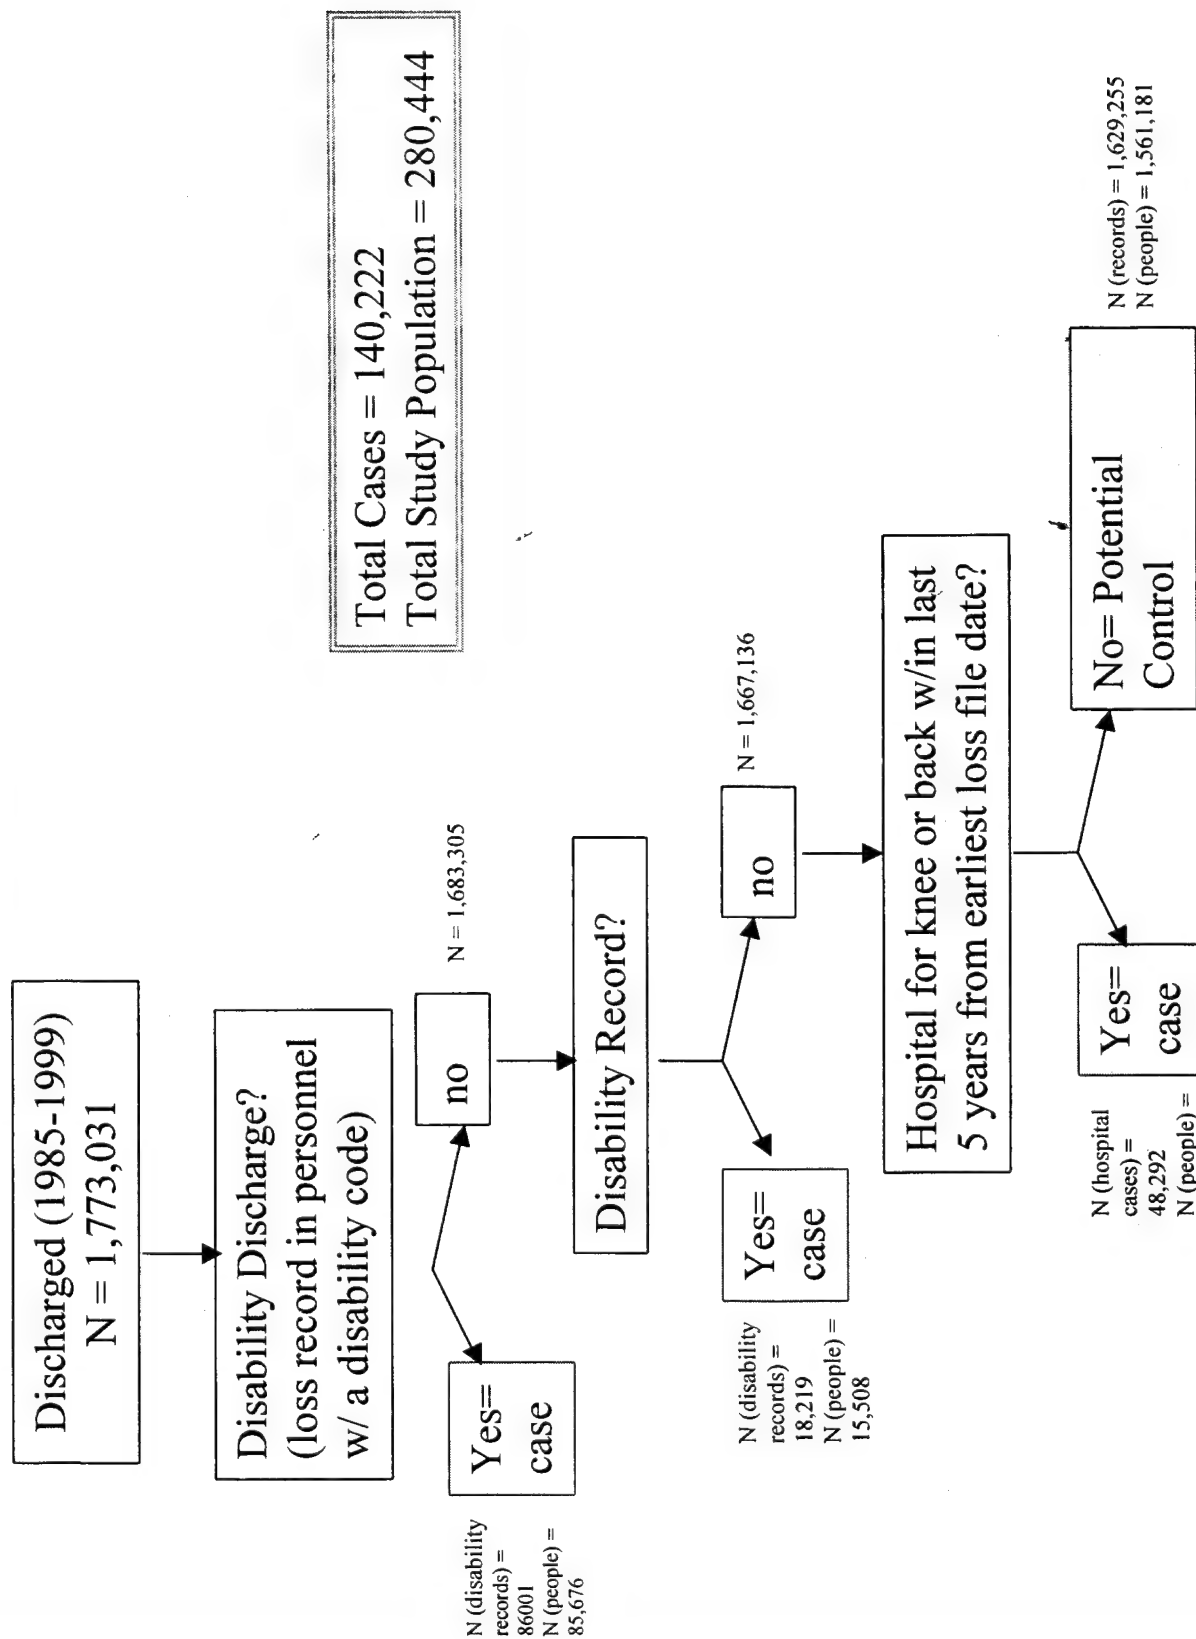 Discharged (1985-1999)
N = 1,773,031
Disability Discharge?
(loss record in personnel
w/ a disability code)
Total Cases = 140,222
Total Study Population = 280,444
Yes=
case
N (disability
records) =
86001
N (people) =
85,676
no
N = 1,683,305
Disability Record?
Yes=
case
N (disability
records) =
18,219
N (people) =
15,508
no
N = 1,667,136
Hospital for knee or back w/in last
5 years from earliest loss file date?
N (hospital
cases) =
48,292
N (people) =
Yes=
case
No= Potential
Control
N (records) = 1,629,255
N (people) = 1,561,181